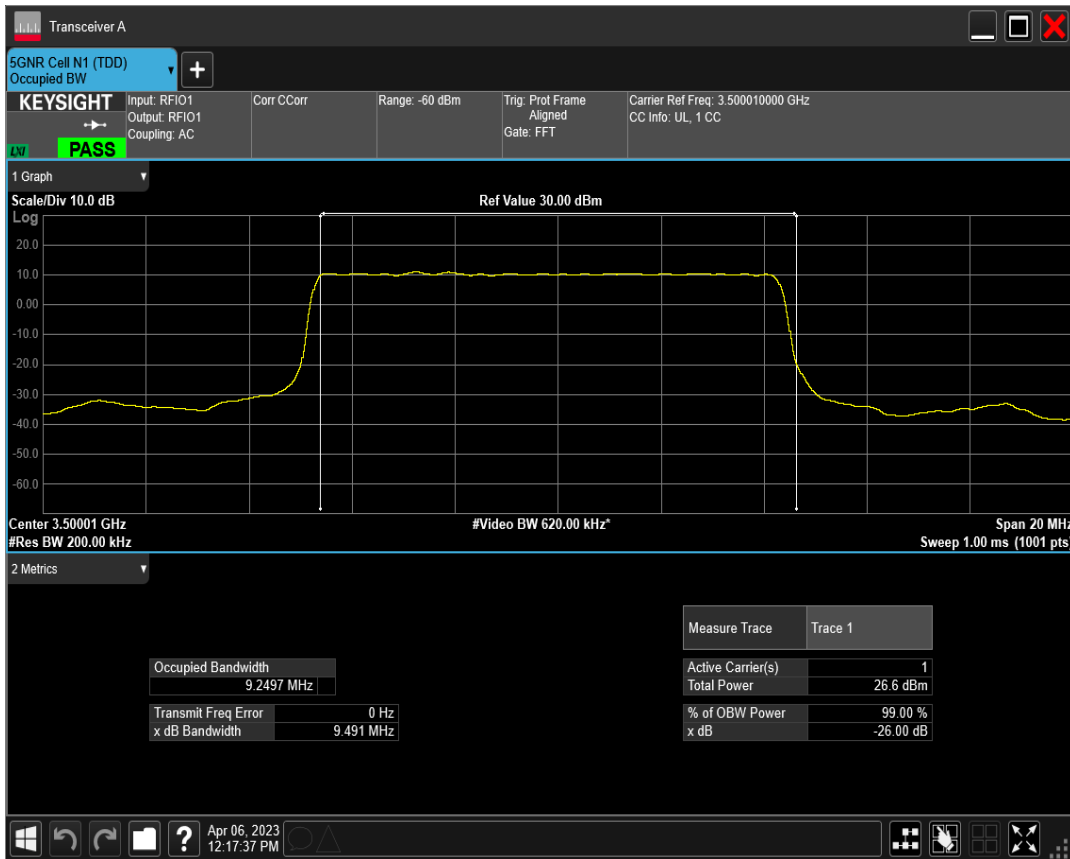 Transceiver A
5GNR Cell N1 (TDD)
Occupied BW
+
KEYSIGHT
LXI
PASS
Input: RFIO1
Output: RFIO1
Coupling: AC
Corr CCorr
Range: -60 dBm
Trig: Prot Frame
Aligned
Gate: FFT
Carrier Ref Freq: 3.500010000 GHz
CC Info: UL, 1 CC
1 Graph
Scale/Div 10.0 dB
Ref Value 30.00 dBm
Log
20.0
10.0
0.00
-10.0
-20.0
-30.0
-40.0
-50.0
-60.0
Center 3.50001 GHz
#Video BW 620.00 kHz*
Span 20 MHz
#Res BW 200.00 kHz
Sweep 1.00 ms (1001 pts)
2 Metrics
Measure Trace Trace 1
Occupied Bandwidth
9.2497 MHz
Active Carrier(s) 1
Total Power 26.6 dBm
Transmit Freq Error 0 Hz
x dB Bandwidth 9.491 MHz
% of OBW Power 99.00 %
x dB -26.00 dB
?
Apr 06, 2023
12:17:37 PM